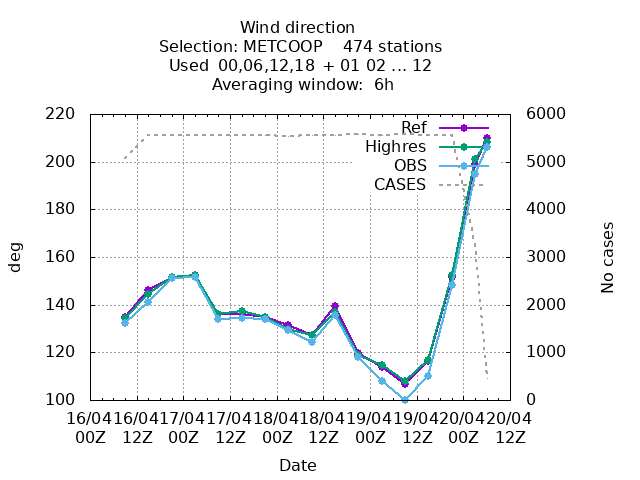 Wind direction
Selection: METCOOP 474 stations
Used 00,06,12,18 + 01 02 ... 12
Averaging window: 6h
220
200
180
160
140
120
100
deg
6000
5000
4000
3000
2000
1000
0
No cases
Ref
Highres
OBS
CASES
16/04 16/04 17/04 17/04 18/04 18/04 19/04 19/04 20/04 20/04
00Z 12Z 00Z 12Z 00Z 12Z 00Z 12Z 00Z 12Z
Date